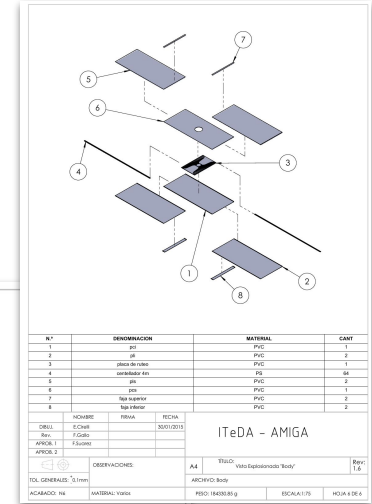 7
5
6
3
4
1
2
8
N.º DENOMINACION MATERIAL CANT
1 pci PVC 1
2 pli PVC 2
3 placa de ruteo PVC 1
4 centellador 4m PS 64
5 pls PVC 2
6 pcs PVC 1
7 faja superior PVC 2
8 faja inferior PVC 2
NOMBRE FIRMA FECHA
DIBUJ. E.Chelli 30/01/2015
Rev. F.Gallo
APROB. 1 F.Suarez
APROB. 2
ITeDA - AMIGA
OBSERVACIONES:
A4
TÍTULO:
Vista Explosionada "Body"
Rev:
1.6
TOL. GENERALES: ±0.1mm
ARCHIVO: Body
ACABADO: N6 MATERIAL: Varios PESO: 184330.85 g ESCALA:1:75 HOJA 6 DE 6